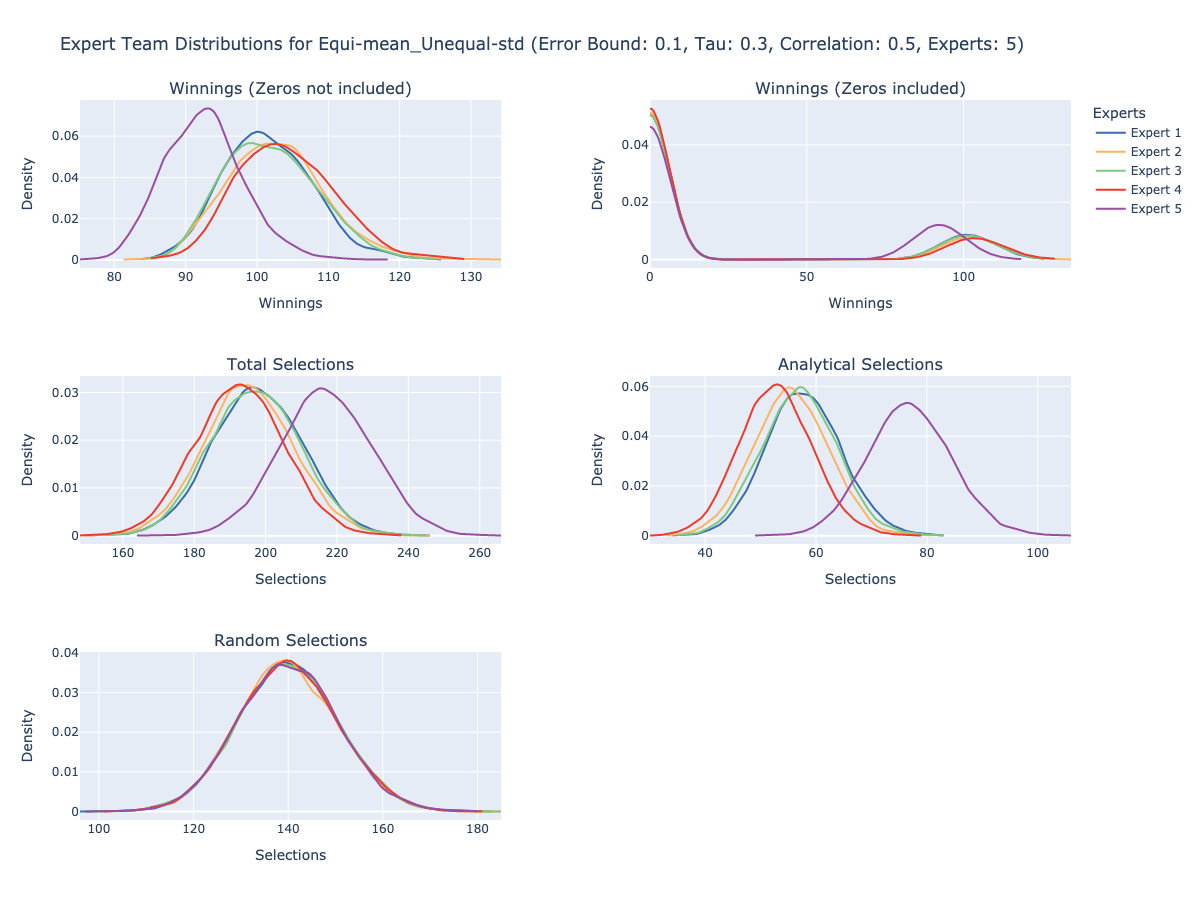 Expert Team Distributions for Equi-mean_Unequal-std (Error Bound: 0.1, Tau: 0.3, Correlation: 0.5, Experts: 5)
Winnings (Zeros not included)
0.06
0.04
0.02
0
Density
80 90 100 110 120 130
Winnings
Winnings (Zeros included)
0.04
0.02
0
Density
0 50 100
Winnings
Experts
Expert 1
Expert 2
Expert 3
Expert 4
Expert 5
Total Selections
0.03
0.02
0.01
0
Density
160 180 200 220 240 260
Selections
Analytical Selections
0.06
0.04
0.02
0
Density
40 60 80 100
Selections
Random Selections
0.04
0.03
0.02
0.01
0
Density
100 120 140 160 180
Selections